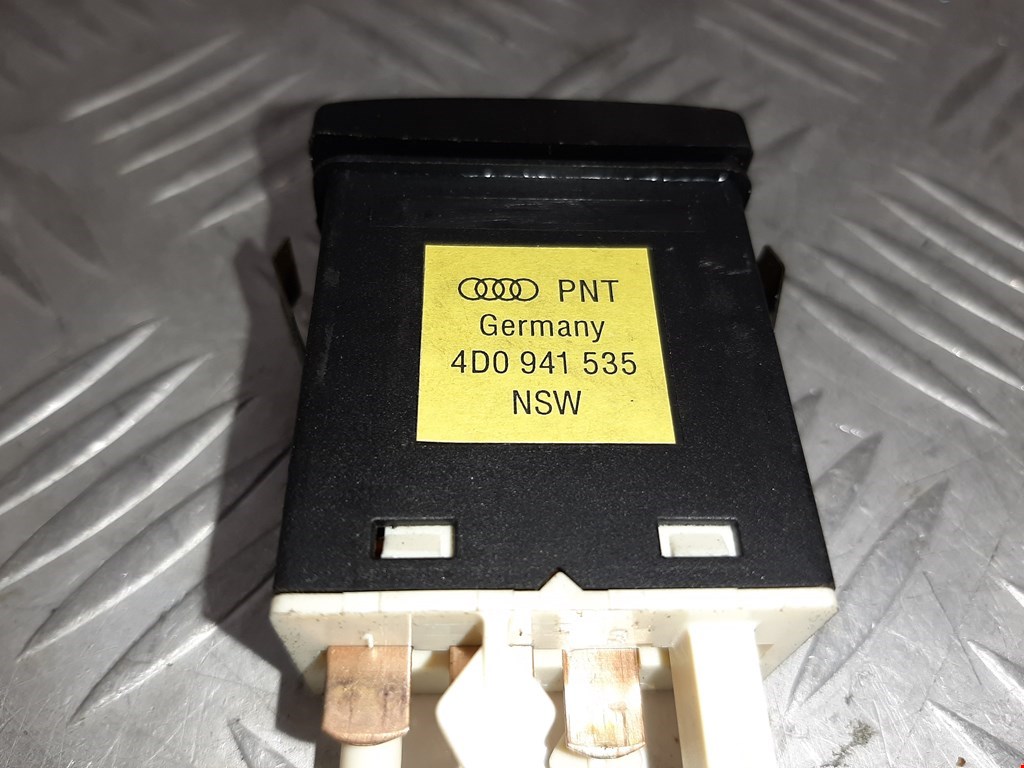 PNT
Germany
4D0 941 535
NSW